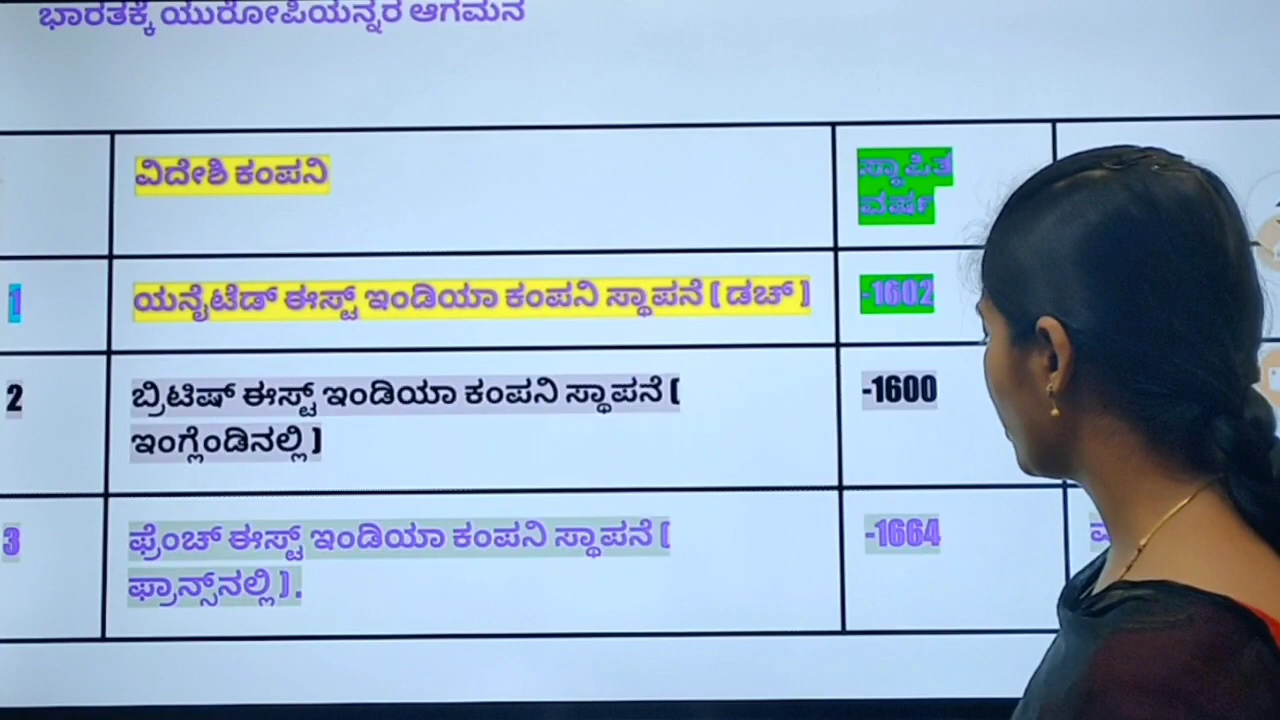 ಭಾರತಕ್ಕೆ ಯುರೋಪಿಯನ್ನರ ಆಗಮನ
ವಿದೇಶಿ ಕಂಪನಿ
ಸ್ಥಾಪಿತ
ವರ್ಷ
1
ಯುನೈಟೆಡ್ ಈಸ್ಟ್ ಇಂಡಿಯಾ ಕಂಪನಿ ಸ್ಥಾಪನೆ ( ಡಚ್ )
-1602
2
ಬ್ರಿಟಿಷ್ ಈಸ್ಟ್ ಇಂಡಿಯಾ ಕಂಪನಿ ಸ್ಥಾಪನೆ (
ಇಂಗ್ಲೆಂಡಿನಲ್ಲಿ )
-1600
3
ಫ್ರೆಂಚ್ ಈಸ್ಟ್ ಇಂಡಿಯಾ ಕಂಪನಿ ಸ್ಥಾಪನೆ (
ಫ್ರಾನ್ಸ್‌ನಲ್ಲಿ ) .
-1664